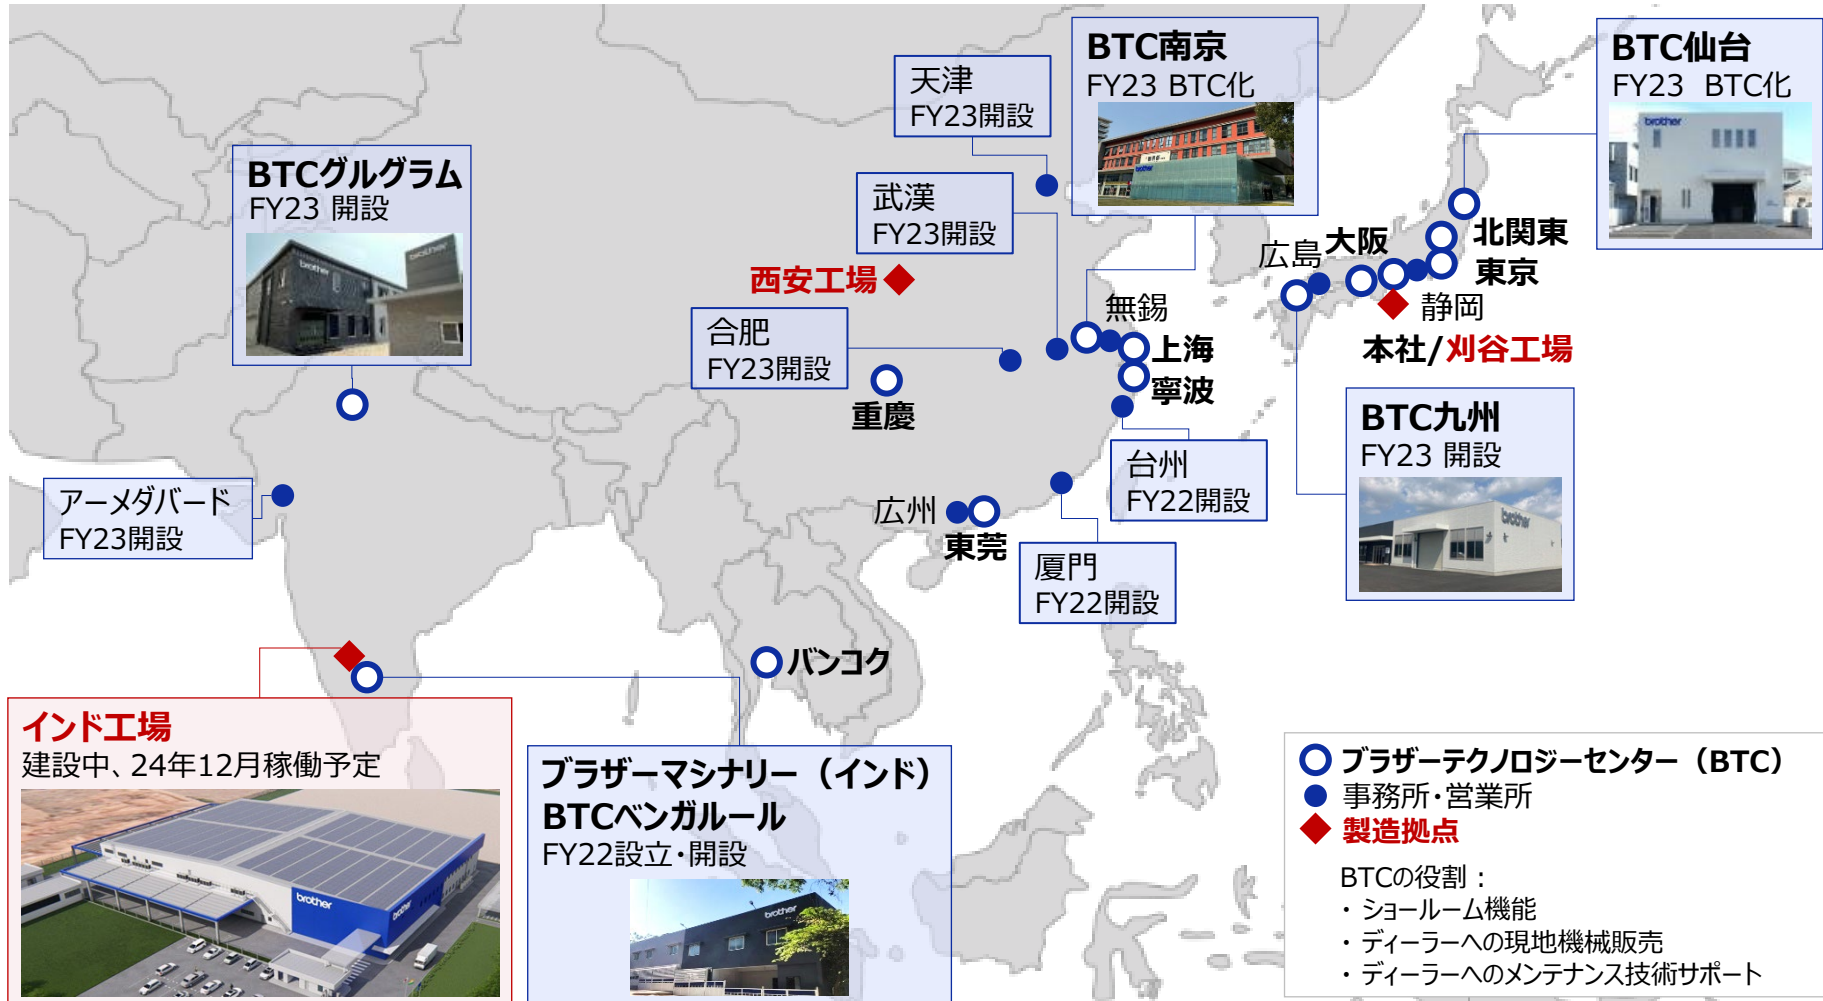 BTC南京
FY23 BTC化
brother
BTC仙台
FY23 BTC化
brother
天津
FY23開設
BTCグルグラム
FY23 開設
brother
brother
武漢
FY23開設
西安工場
合肥
FY23開設
重慶
無錫
上海
寧波
広島
大阪
北関東
東京
静岡
本社/刈谷工場
BTC九州
FY23 開設
brother
台州
FY22開設
アーメダバード
FY23開設
広州
東莞
厦門
FY22開設
バンコク
インド工場
建設中、24年12月稼働予定
brother
brother
ブラザーマシナリー（インド）
BTCベンガルール
FY22設立・開設
brother
ブラザーテクノロジーセンター（BTC）
事務所・営業所
製造拠点
BTCの役割：
・ショールーム機能
・ディーラーへの現地機械販売
・ディーラーへのメンテナンス技術サポート